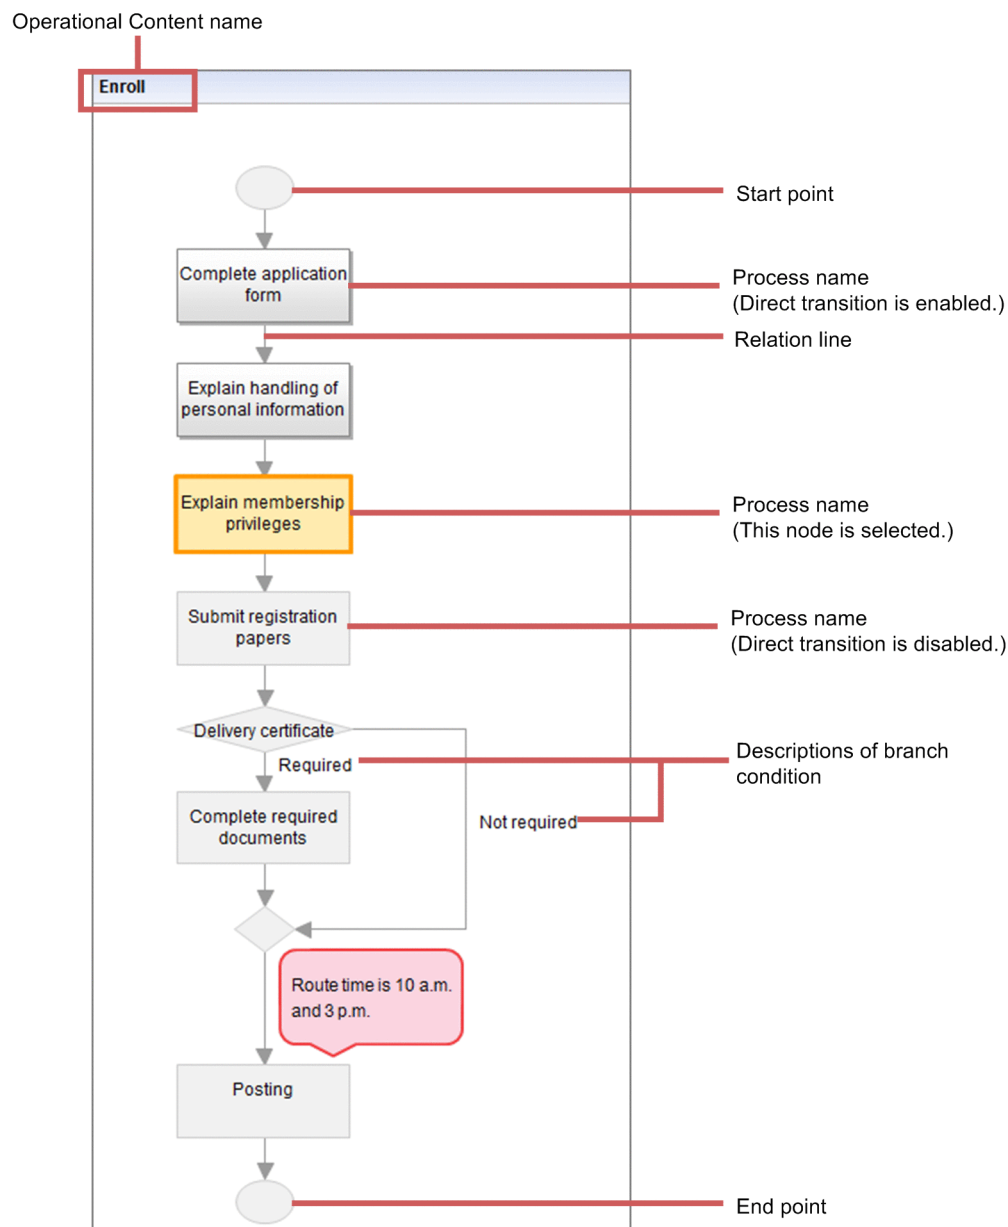 Operational Content name
Enroll
Start point
Complete application
form
Process name
(Direct transition is enabled.)
Relation line
Explain handling of
personal information
Explain membership
privileges
Process name
(This node is selected.)
Submit registration
papers
Process name
(Direct transition is disabled.)
Delivery certificate
Required
Descriptions of branch
condition
Complete required
documents
Not required
Route time is 10 a.m.
and 3 p.m.
Posting
End point